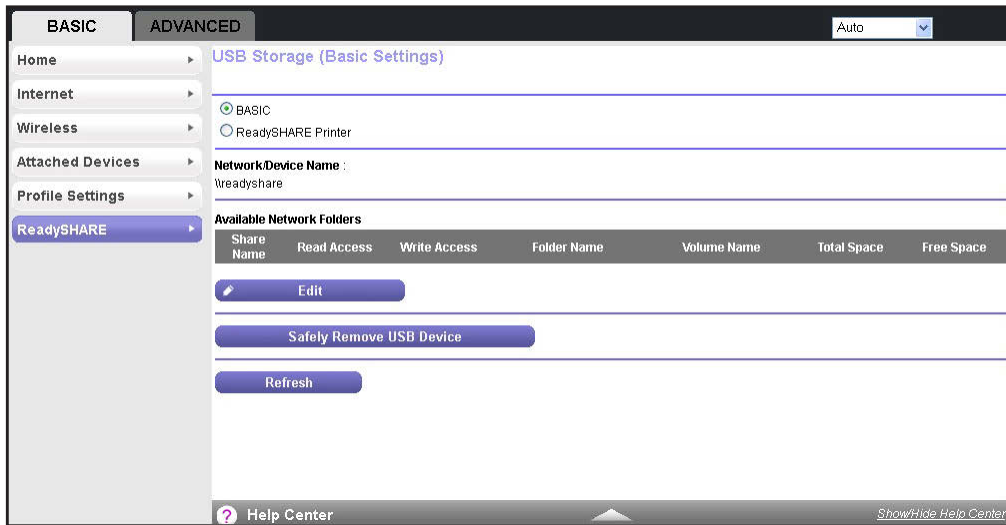 BASIC ADVANCED
Auto
Home
Internet
Wireless
Attached Devices
Profile Settings
ReadySHARE
USB Storage (Basic Settings)
BASIC
ReadySHARE Printer
Network/Device Name :
\\readyshare
Available Network Folders
Share Name Read Access Write Access Folder Name Volume Name Total Space Free Space
Edit
Safely Remove USB Device
Refresh
? Help Center Show/Hide Help Center